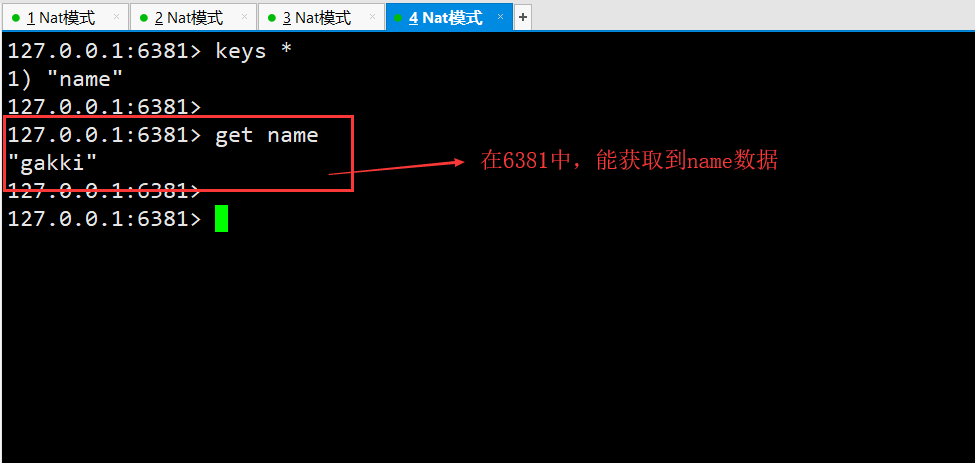 1 Nat模式 × 2 Nat模式 × 3 Nat模式 × 4 Nat模式 × +
127.0.0.1:6381> keys *
1) "name"
127.0.0.1:6381>
127.0.0.1:6381> get name
"gakki"
在6381中，能获取到name数据
127.0.0.1:6381>
127.0.0.1:6381>